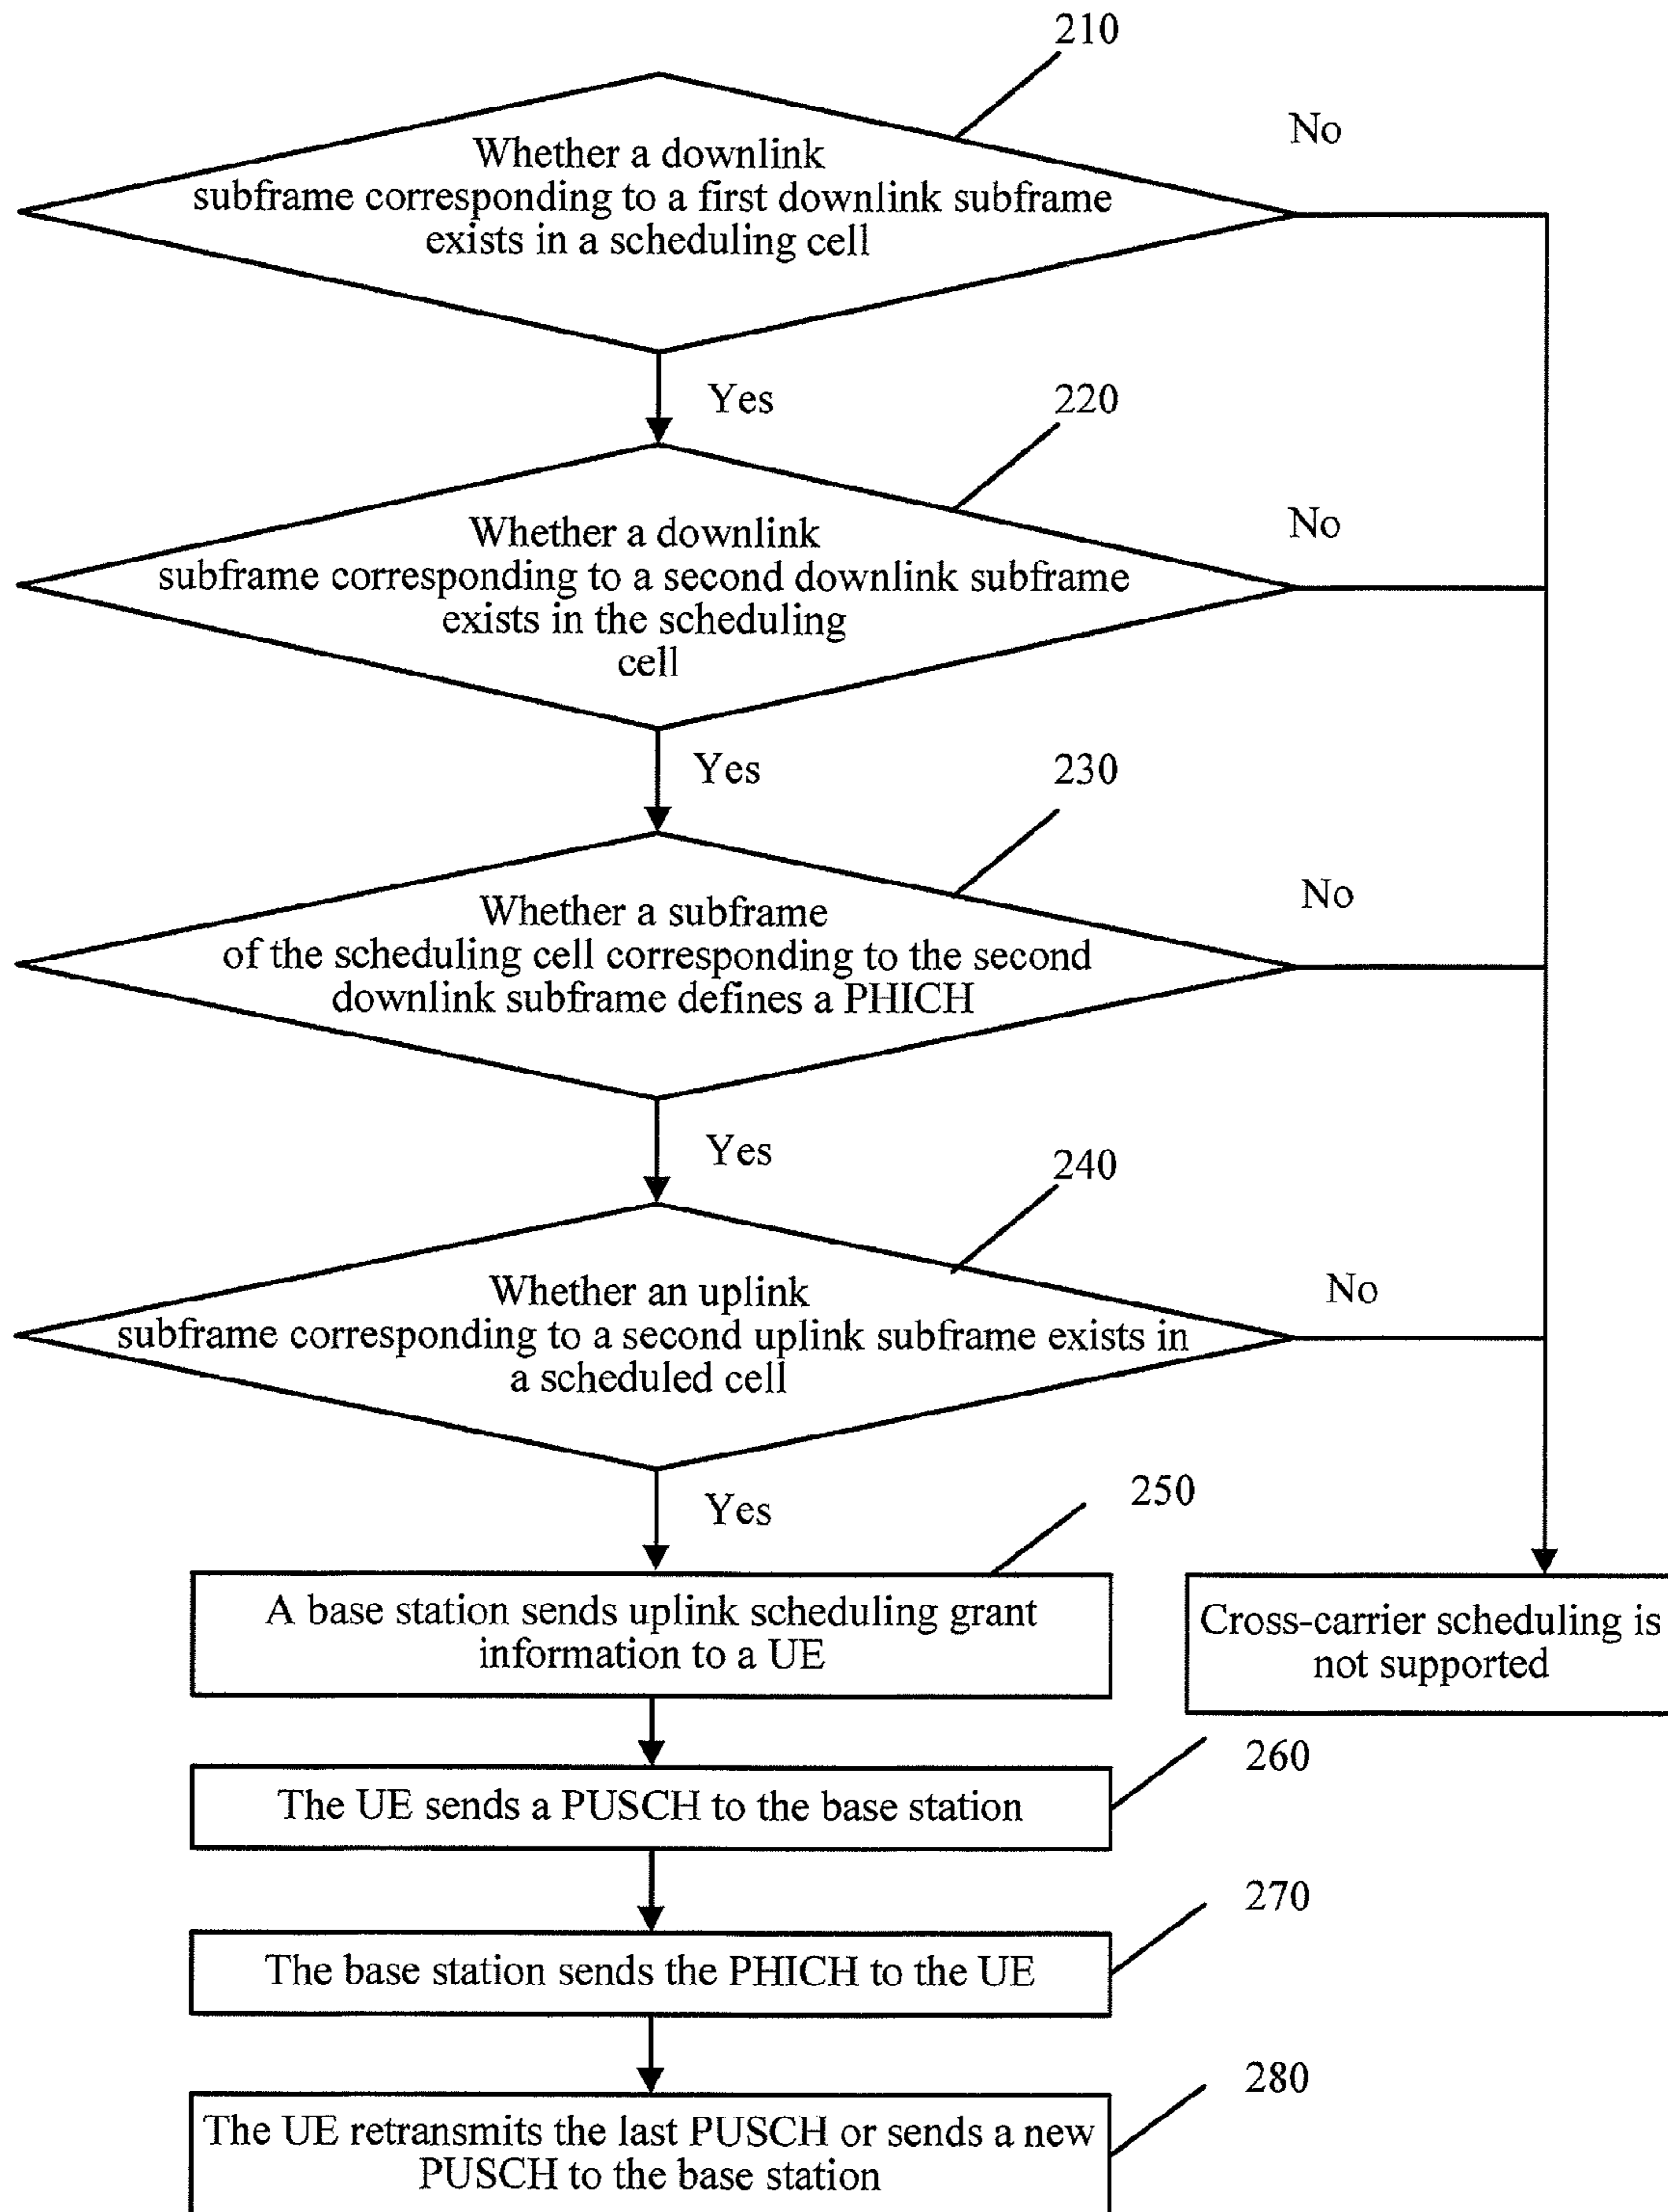 210
No
Whether a downlink
subframe corresponding to a first downlink subframe
exists in a scheduling cell
Yes
220
No
Whether a downlink
subframe corresponding to a second downlink subframe
exists in the scheduling
cell
Yes
230
No
Whether a subframe
of the scheduling cell corresponding to the second
downlink subframe defines a PHICH
Yes
240
No
Whether an uplink
subframe corresponding to a second uplink subframe exists in
a scheduled cell
Yes
250
A base station sends uplink scheduling grant
information to a UE
Cross-carrier scheduling is
not supported
260
The UE sends a PUSCH to the base station
270
The base station sends the PHICH to the UE
280
The UE retransmits the last PUSCH or sends a new
PUSCH to the base station